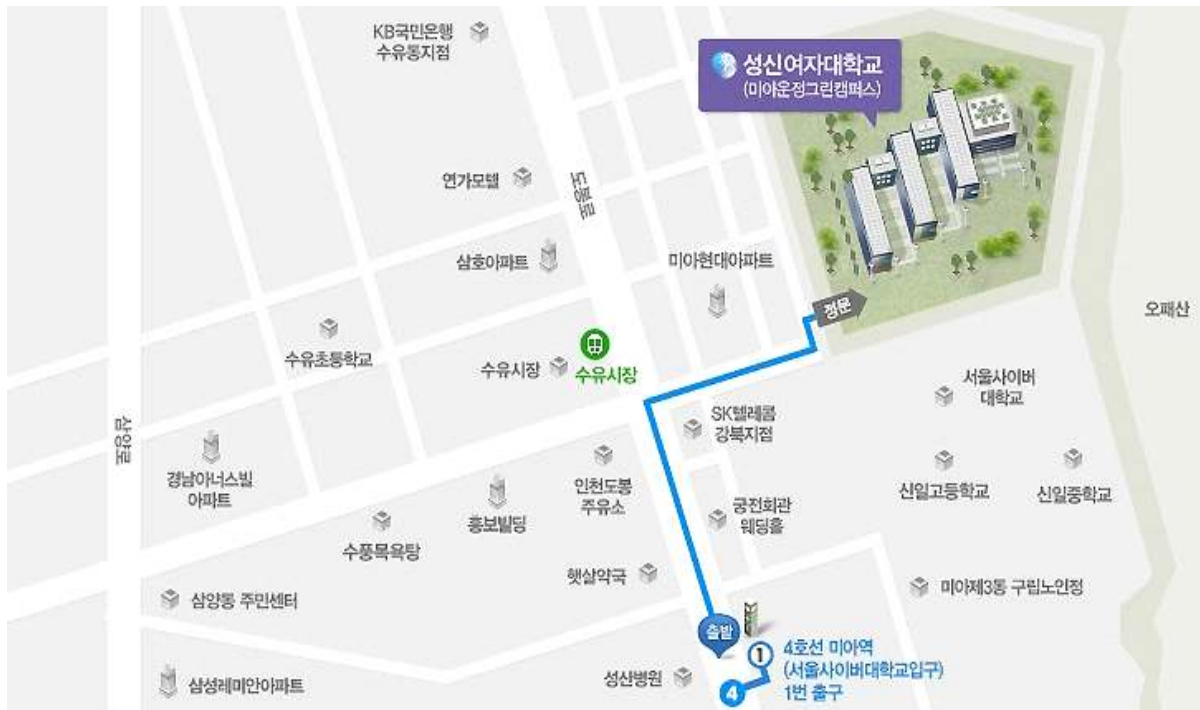 KB국민은행
수유동지점
성신여자대학교
(미아운정그린캠퍼스)
연가모텔
도봉로
삼호아파트
미아현대아파트
정문
오패산
수유초등학교
수유시장
수유시장
서울사이버
대학교
SK텔레콤
강북지점
삼양로
경남아너스빌
아파트
인천도봉
주유소
신일고등학교
신일중학교
홍보빌딩
궁전회관
웨딩홀
수풍목욕탕
햇살약국
미아제3동 구립노인정
삼양동 주민센터
출발
1
4호선 미아역
(서울사이버대학교입구)
1번 출구
성산병원
삼성레미안아파트
4